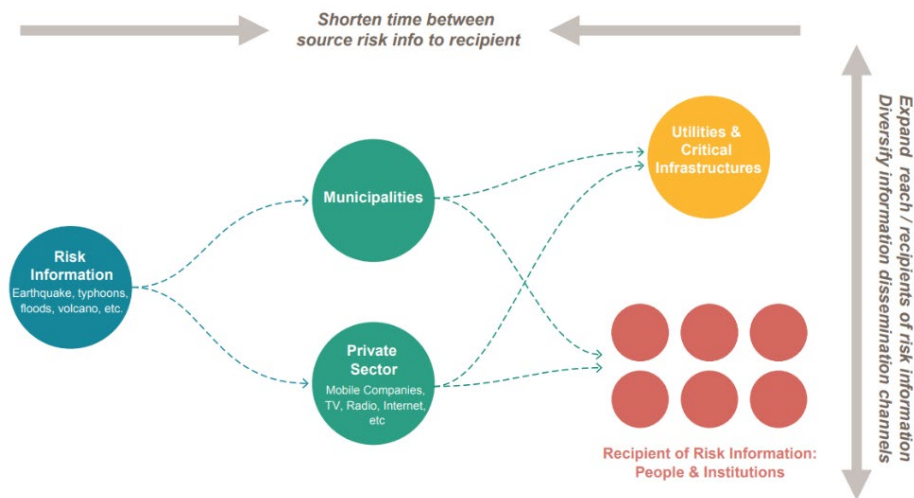 Shorten time between
source risk info to recipient
Utilities &
Critical
Infrastructures
Municipalities
Risk
Information
Earthquake, typhoons,
floods, volcano, etc.
Private
Sector
Mobile Companies,
TV, Radio, Internet,
etc
Recipient of Risk Information:
People & Institutions
Expand reach / recipients of risk information
Diversify information dissemination channels